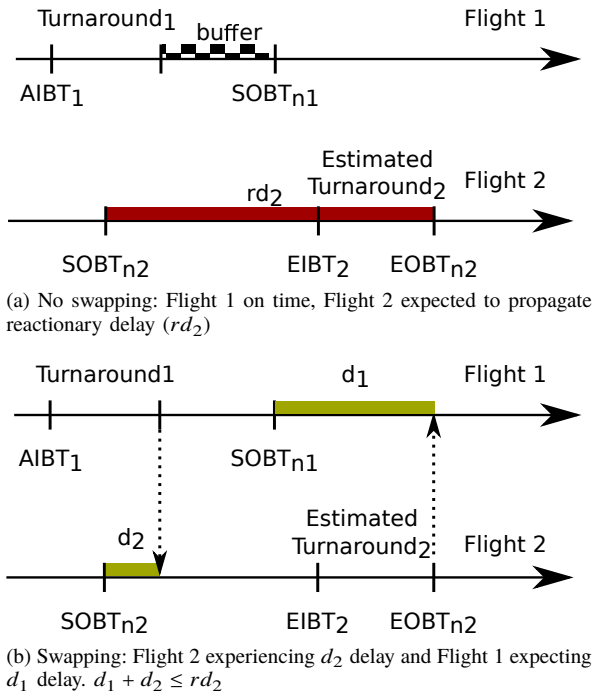 Turnaround1 Flight 1
buffer
AIBT1 SOBTn1
Estimated
Turnaround2 Flight 2
rd2
SOBTn2 EIBT2 EOBTn2
(a) No swapping: Flight 1 on time, Flight 2 expected to propagate
reactionary delay (rd2)
Turnaround1 d1 Flight 1
AIBT1 SOBTn1
Estimated
d2 Turnaround2 Flight 2
SOBTn2 EIBT2 EOBTn2
(b) Swapping: Flight 2 experiencing d2 delay and Flight 1 expecting
d1 delay. d1 + d2 ≤ rd2